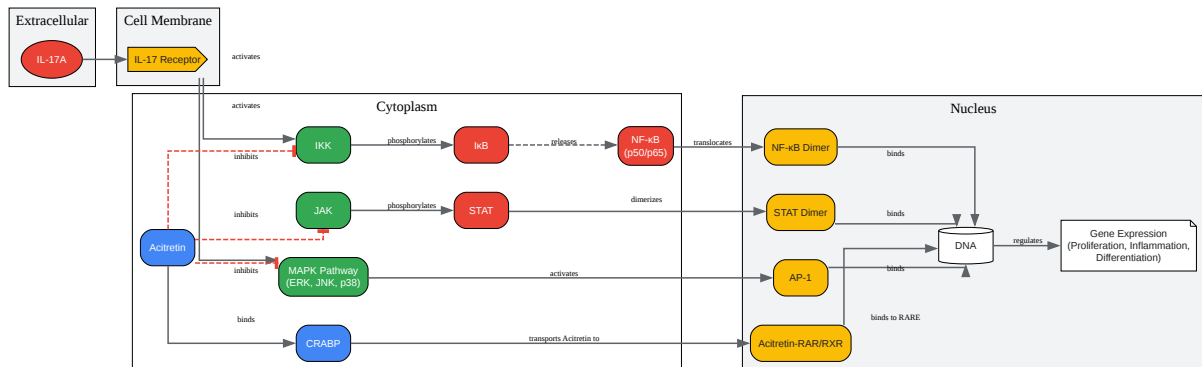 Extracellular
Cell Membrane
IL-17A
IL-17 Receptor
activates
activates
Cytoplasm
Nucleus
IKK
phosphorylates
IκB
releases
NF-κB
(p50/p65)
translocates
NF-κB Dimer
binds
inhibits
JAK
phosphorylates
STAT
dimerizes
STAT Dimer
binds
inhibits
Acitretin
DNA
regulates
Gene Expression
(Proliferation, Inflammation,
Differentiation)
inhibits
MAPK Pathway
(ERK, JNK, p38)
activates
AP-1
binds
binds
CRABP
transports Acitretin to
Acitretin-RAR/RXR
binds to RARE